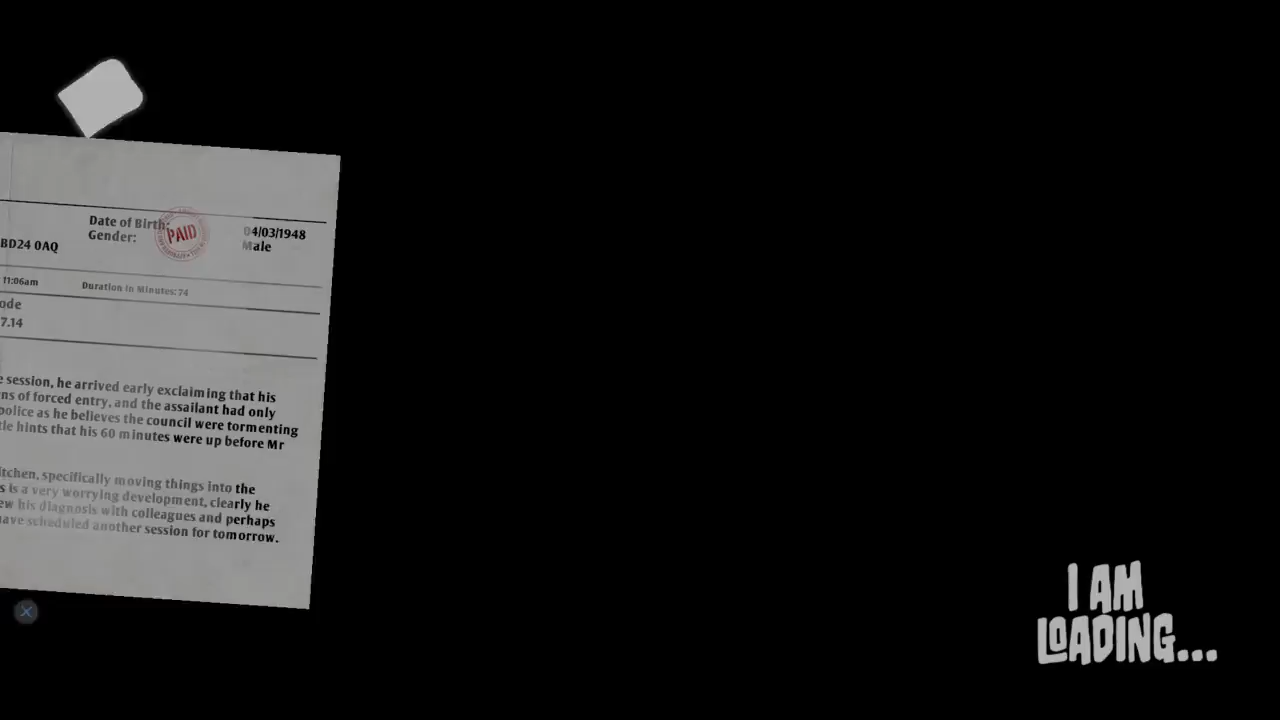 Date of Birth: 04/03/1948
Gender: Male
BD24 0AQ
PAID
11:06am Duration in Minutes: 74
ode
7.14
e session, he arrived early exclaiming that his
ns of forced entry, and the assailant had only
police as he believes the council were tormenting
tle hints that his 60 minutes were up before Mr
itchen, specifically moving things into the
s is a very worrying development, clearly he
ew his diagnosis with colleagues and perhaps
have scheduled another session for tomorrow.
I AM
LOADING...